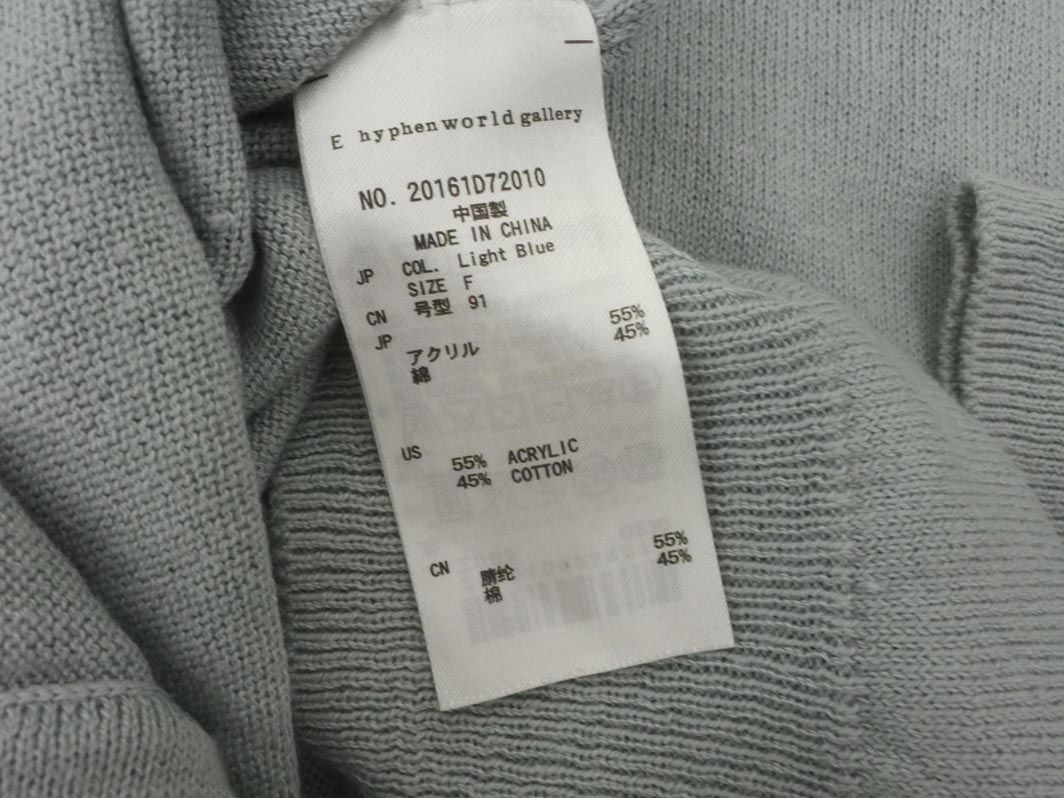 E hyphen world gallery
NO. 20161D72010
中国製
MADE IN CHINA
JP COL. Light Blue
SIZE F
CN 号型 91
JP アクリル 55%
綿 45%
US 55% ACRYLIC
45% COTTON
CN 腈纶 55%
棉 45%